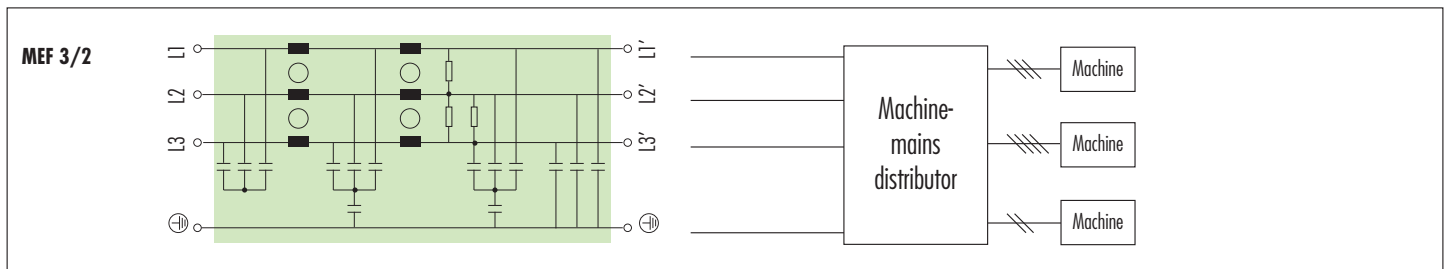 MEF 3/2
L1
L2
L3
L1'
L2'
L3'
Machine-
mains
distributor
Machine
Machine
Machine